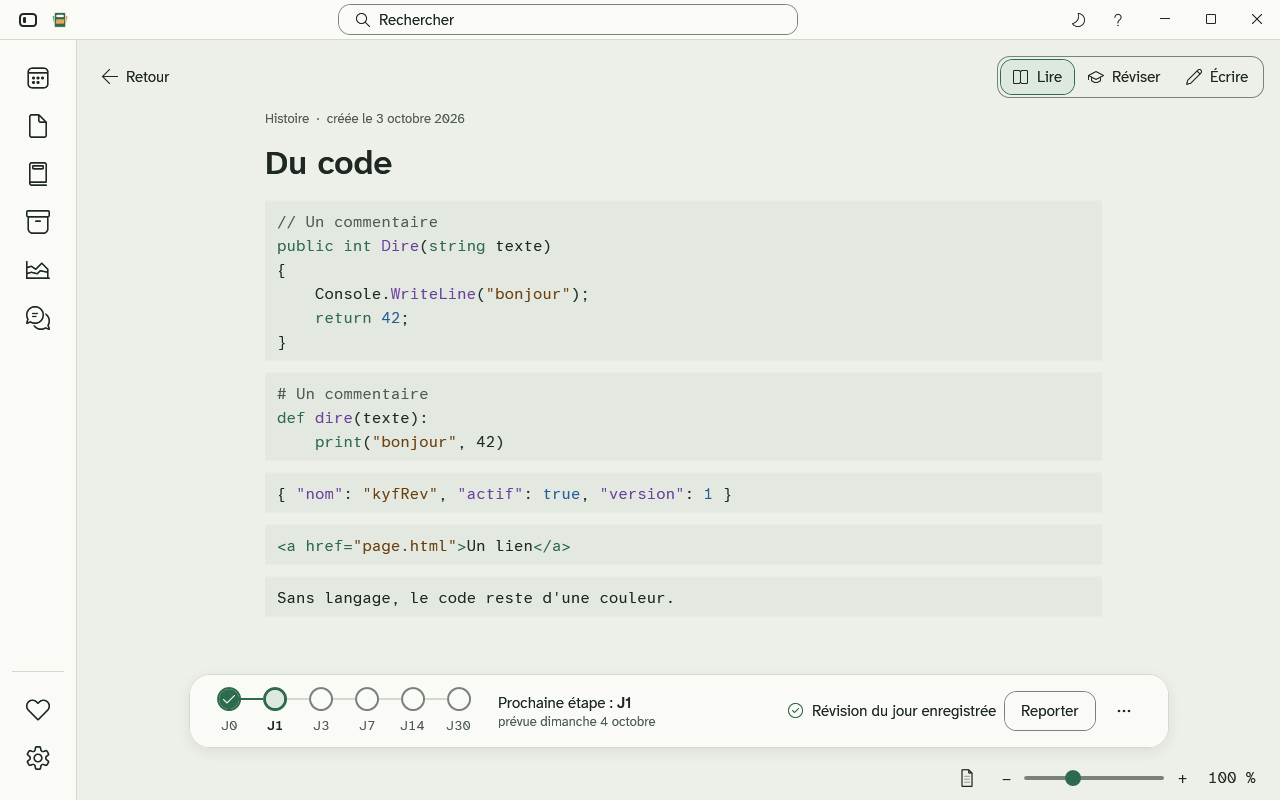 Rechercher
?
Retour
Lire
Réviser
Écrire
Histoire · créée le 3 octobre 2026
Du code
// Un commentaire
public int Dire(string texte)
{
    Console.WriteLine("bonjour");
    return 42;
}
# Un commentaire
def dire(texte):
    print("bonjour", 42)
{ "nom": "kyfRev", "actif": true, "version": 1 }
<a href="page.html">Un lien</a>
Sans langage, le code reste d'une couleur.
J0 J1 J3 J7 J14 J30
Prochaine étape : J1
prévue dimanche 4 octobre
Révision du jour enregistrée
Reporter
100 %